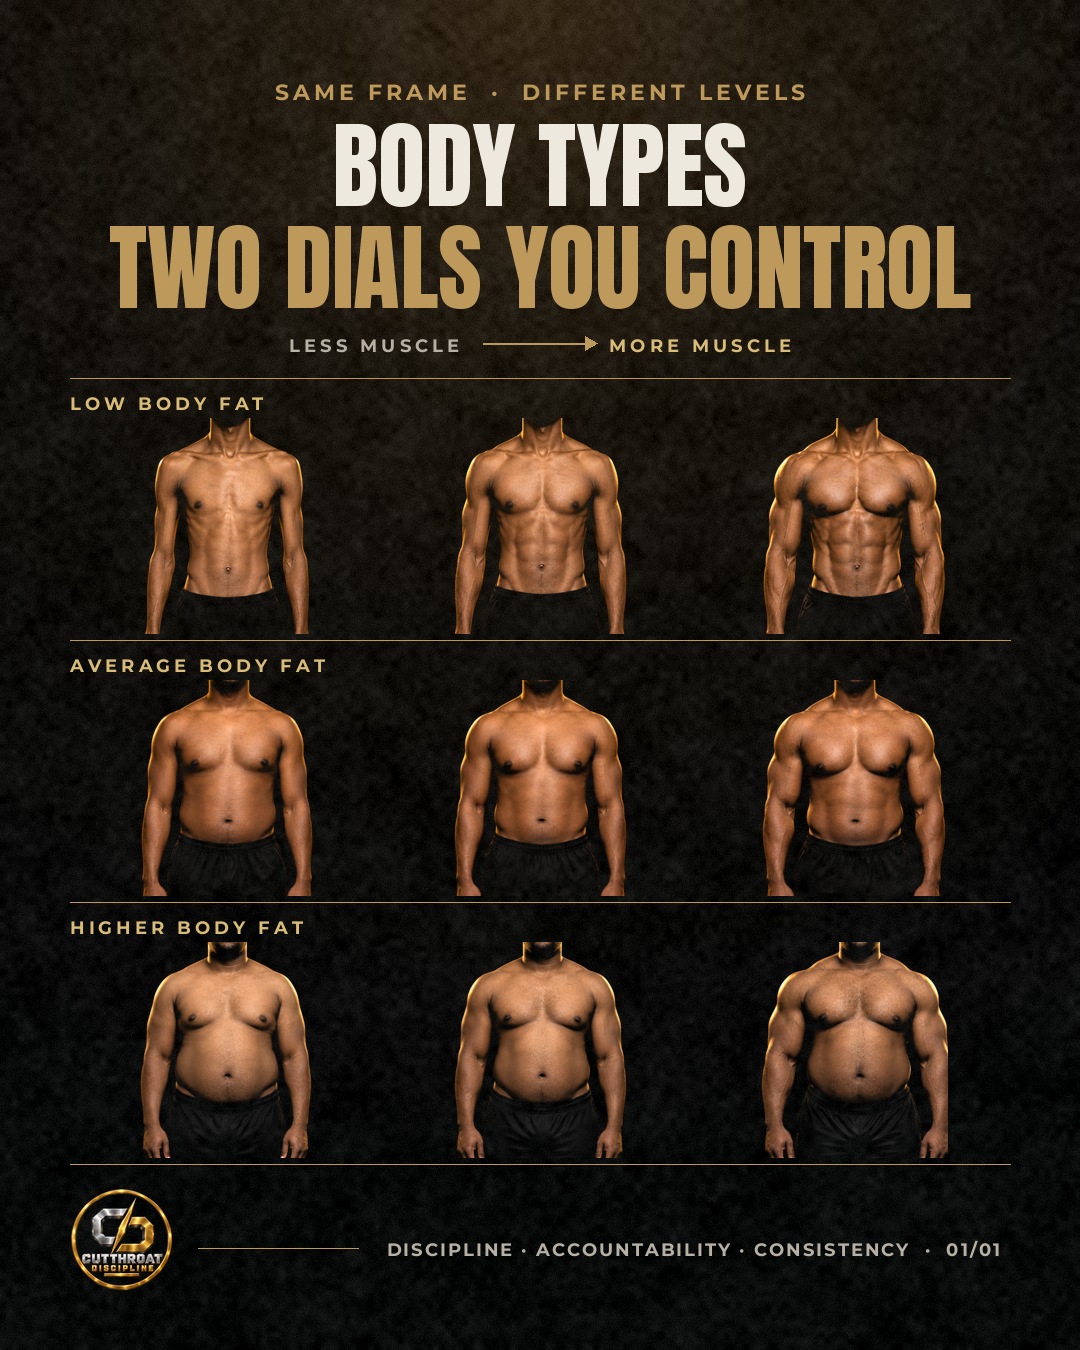 SAME FRAME · DIFFERENT LEVELS
BODY TYPES
TWO DIALS YOU CONTROL
LESS MUSCLE MORE MUSCLE
LOW BODY FAT
AVERAGE BODY FAT
HIGHER BODY FAT
CUTTHROAT
DISCIPLINE
DISCIPLINE · ACCOUNTABILITY · CONSISTENCY · 01/01